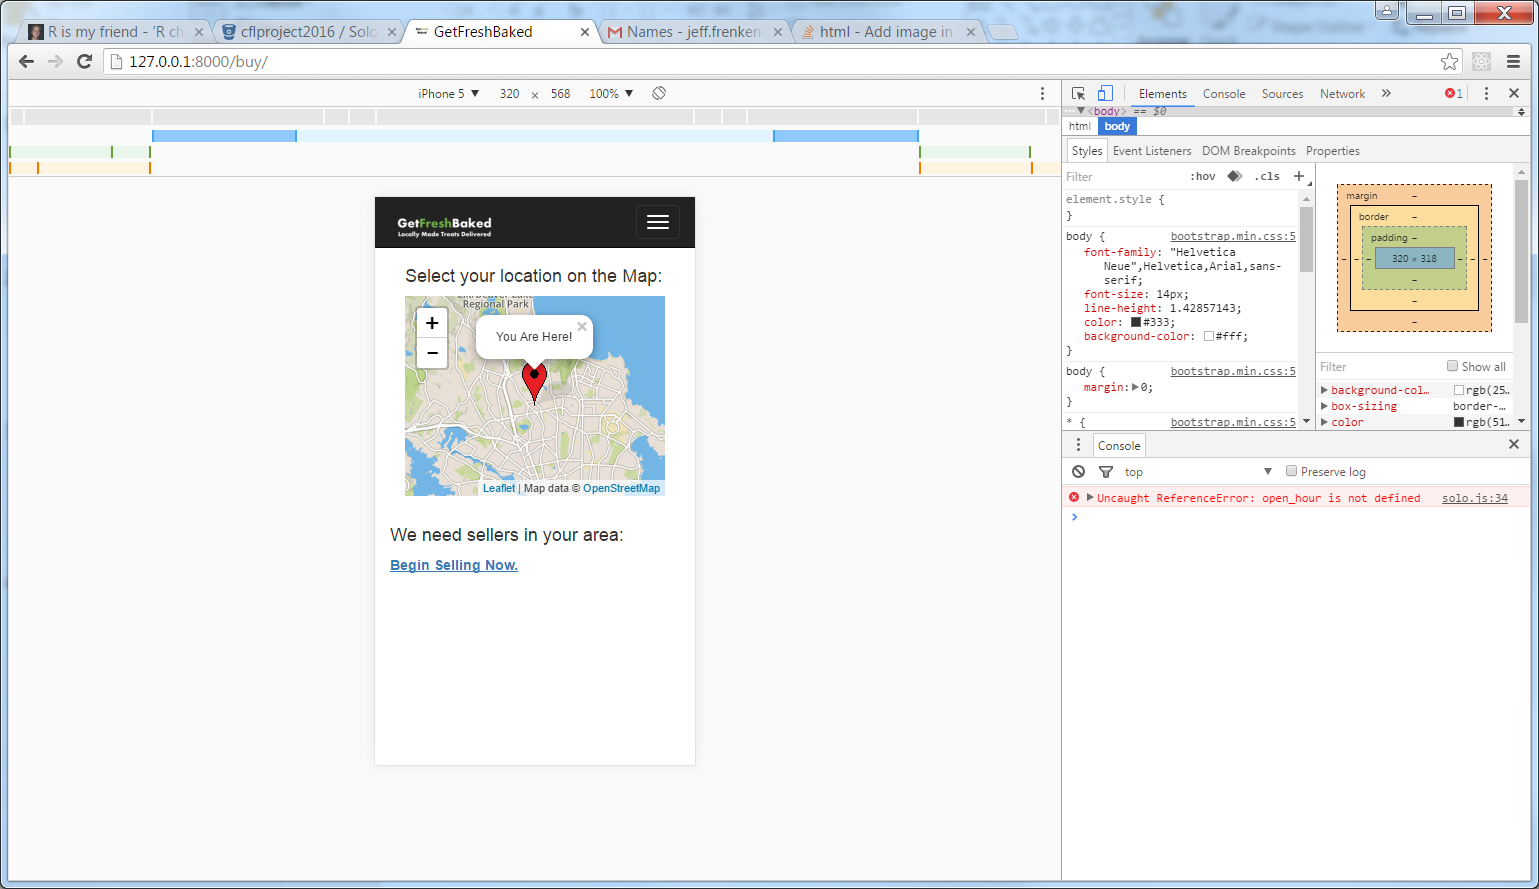 R is my friend - 'R ch
cflproject2016 / Solo
GetFreshBaked
Names - jeff.frenken
html - Add image in
127.0.0.1:8000/buy/
iPhone 5 ▼ 320 × 568 100% ▼
Elements Console Sources Network » 1
<body> == $0
html body
Styles Event Listeners DOM Breakpoints Properties
Filter :hov .cls +
element.style {
}
body { bootstrap.min.css:5
font-family: "Helvetica
Neue",Helvetica,Arial,sans-
serif;
font-size: 14px;
line-height: 1.42857143;
color: #333;
background-color: #fff;
}
body { bootstrap.min.css:5
margin: 0;
}
* { bootstrap.min.css:5
margin –
border –
padding –
– – – 320 × 318 – – –
–
–
–
Filter Show all
background-col… rgb(25…
box-sizing border-…
color rgb(51…
Console
top ▼ Preserve log
Uncaught ReferenceError: open_hour is not defined solo.js:34
GetFreshBaked
Locally Made Treats Delivered
Select your location on the Map:
Regional Park
+
You Are Here! ×
−
Leaflet | Map data © OpenStreetMap
We need sellers in your area:
Begin Selling Now.